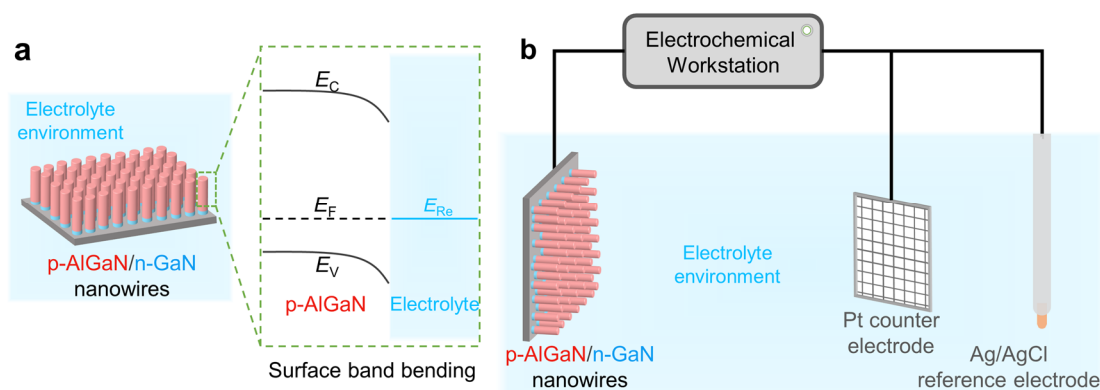 a
Electrolyte
environment
p-AlGaN/n-GaN
nanowires
E_C
E_F
E_Re
E_V
p-AlGaN
Electrolyte
Surface band bending
b
Electrochemical
Workstation
Electrolyte
environment
p-AlGaN/n-GaN
nanowires
Pt counter
electrode
Ag/AgCl
reference electrode